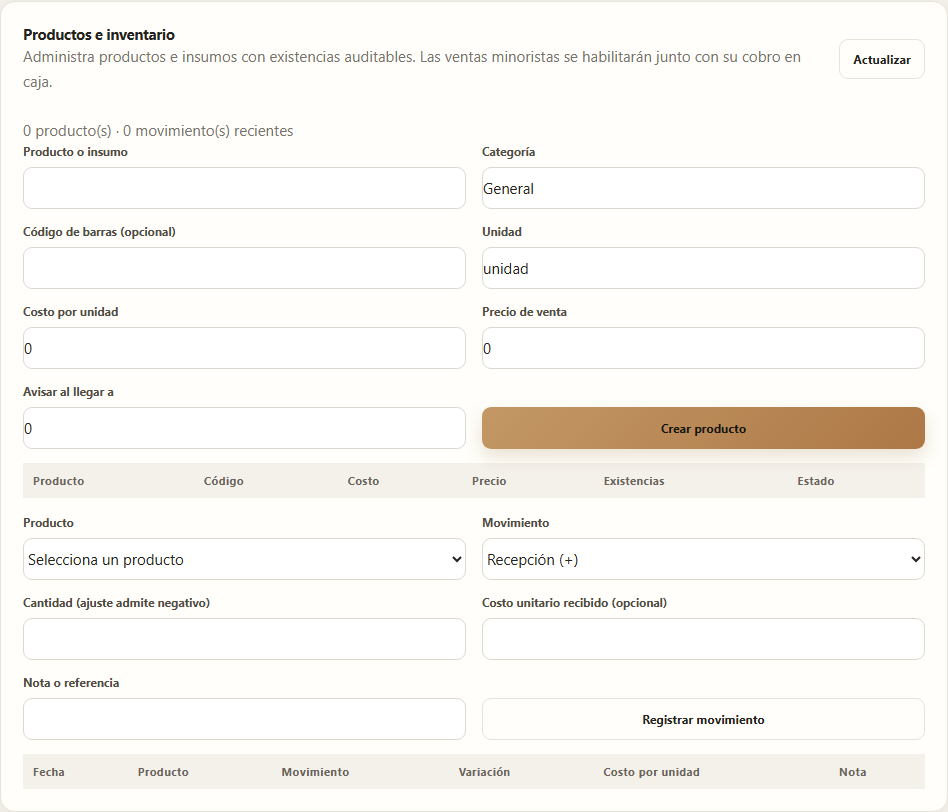 Productos e inventario
Administra productos e insumos con existencias auditables. Las ventas minoristas se habilitarán junto con su cobro en
caja.
Actualizar
0 producto(s) · 0 movimiento(s) recientes
Producto o insumo
Categoría
General
Código de barras (opcional)
Unidad
unidad
Costo por unidad
Precio de venta
0
0
Avisar al llegar a
0
Crear producto
Producto Código Costo Precio Existencias Estado
Producto
Movimiento
Selecciona un producto
Recepción (+)
Cantidad (ajuste admite negativo)
Costo unitario recibido (opcional)
Nota o referencia
Registrar movimiento
Fecha Producto Movimiento Variación Costo por unidad Nota